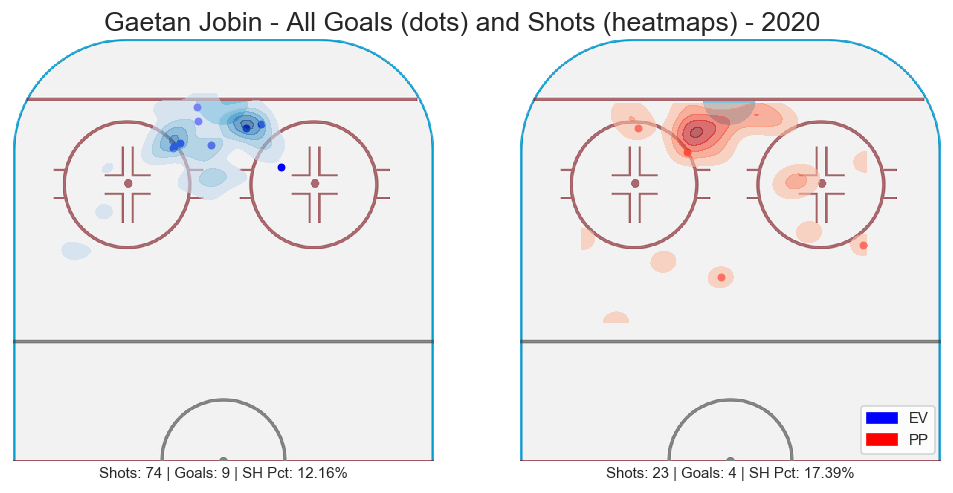 Gaetan Jobin - All Goals (dots) and Shots (heatmaps) - 2020
EV
PP
Shots: 74 | Goals: 9 | SH Pct: 12.16%
Shots: 23 | Goals: 4 | SH Pct: 17.39%